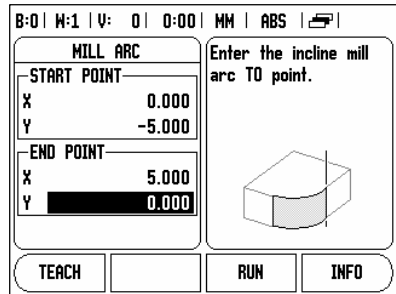 B:0 | W:1 | V: 0 | 0:00 | MM | ABS |
MILL ARC
START POINT
X 0.000
Y -5.000
END POINT
X 5.000
Y 0.000
Enter the incline mill
arc TO point.
TEACH RUN INFO